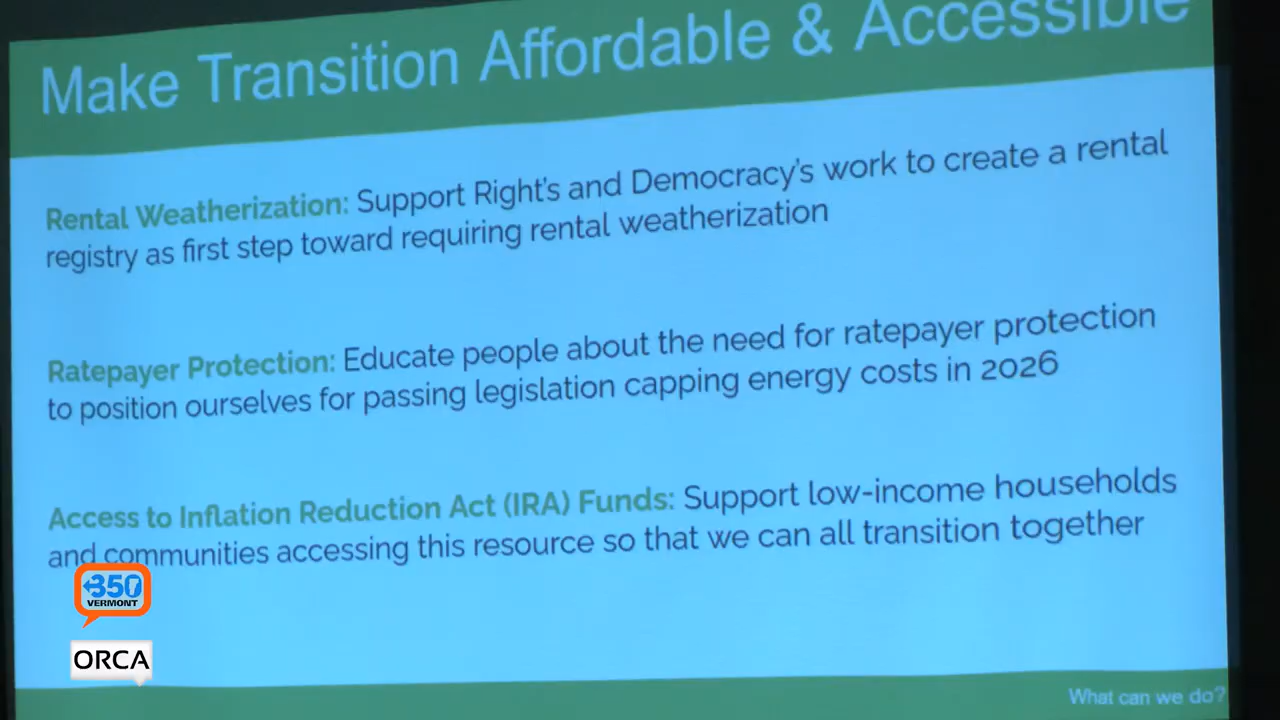 Make Transition Affordable & Accessible
Rental Weatherization: Support Right's and Democracy's work to create a rental
registry as first step toward requiring rental weatherization
Ratepayer Protection: Educate people about the need for ratepayer protection
to position ourselves for passing legislation capping energy costs in 2026
Access to Inflation Reduction Act (IRA) Funds: Support low-income households
and communities accessing this resource so that we can all transition together
350
VERMONT
ORCA
What can we do?